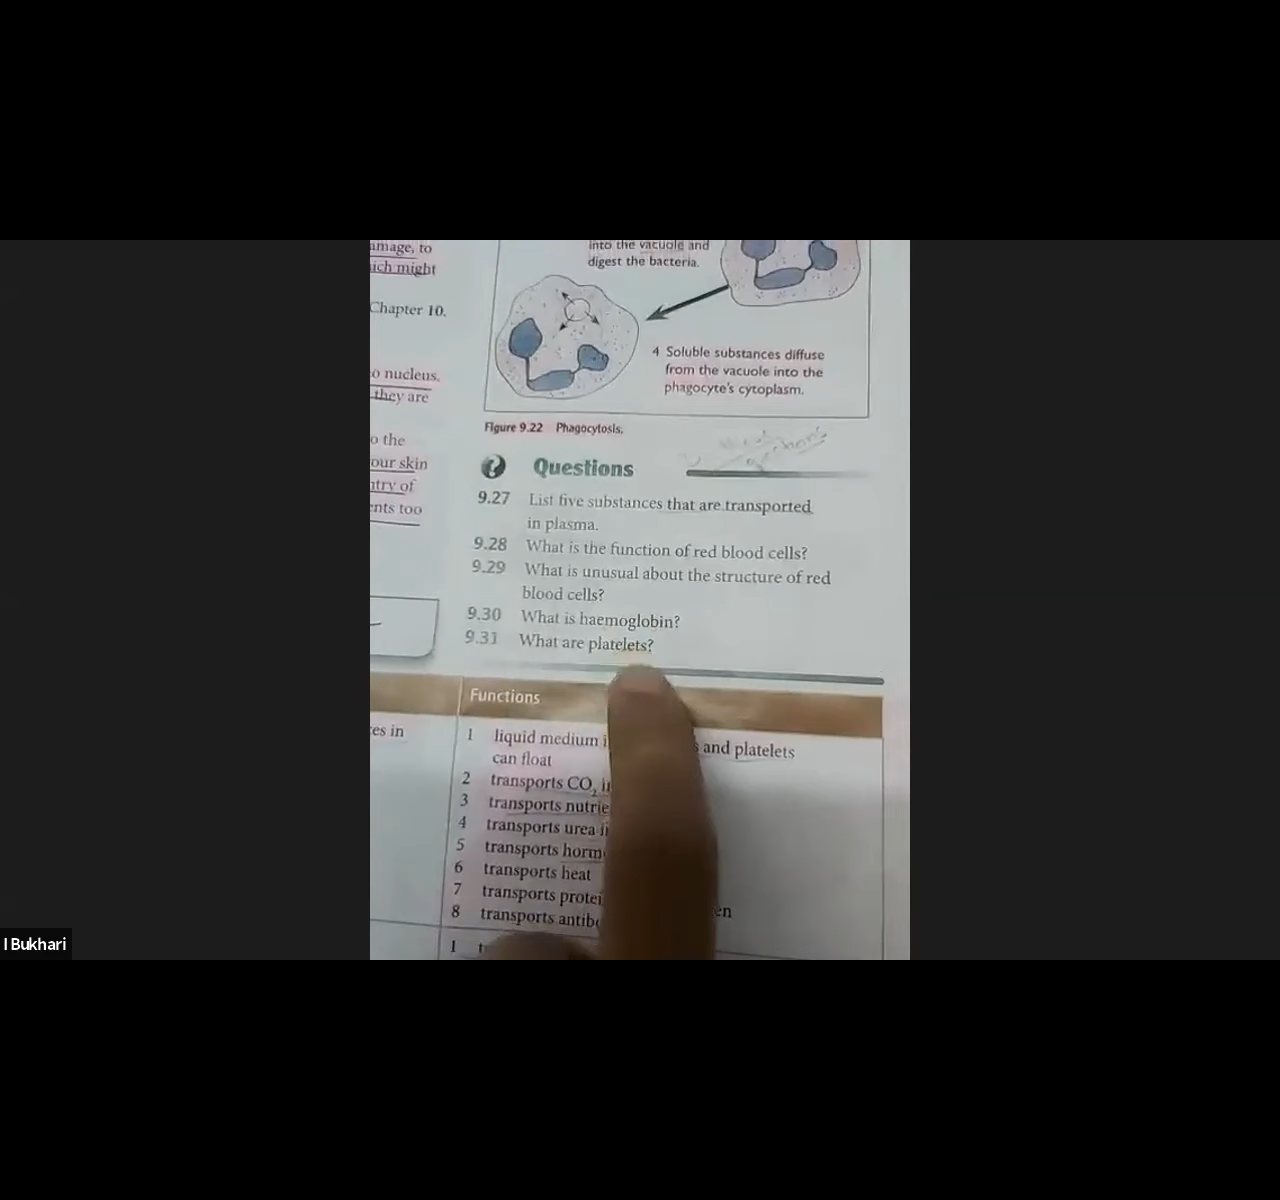 amage, to
uich might
Chapter 10.
o nucleus.
they are
o the
our skin
ntry of
ents too
into the vacuole and
digest the bacteria.
4 Soluble substances diffuse
from the vacuole into the
phagocyte's cytoplasm.
Figure 9.22 Phagocytosis.
Questions
9.27 List five substances that are transported
in plasma.
9.28 What is the function of red blood cells?
9.29 What is unusual about the structure of red
blood cells?
9.30 What is haemoglobin?
9.31 What are platelets?
Functions
es in
1 liquid medium i s and platelets
can float
2 transports CO₂ i
3 transports nutrie
4 transports urea i
5 transports horm
6 transports heat
7 transports protei en
8 transports antib
1 t
I Bukhari